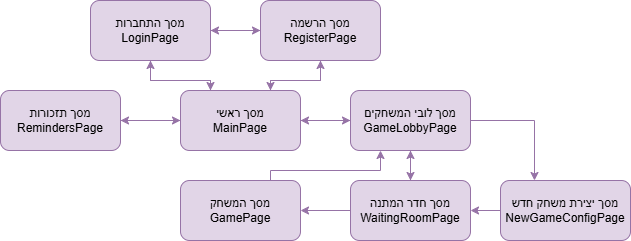 מסך התחברות
LoginPage
מסך הרשמה
RegisterPage
מסך תזכורות
RemindersPage
מסך ראשי
MainPage
מסך לובי המשחקים
GameLobbyPage
מסך המשחק
GamePage
מסך חדר המתנה
WaitingRoomPage
מסך יצירת משחק חדש
NewGameConfigPage